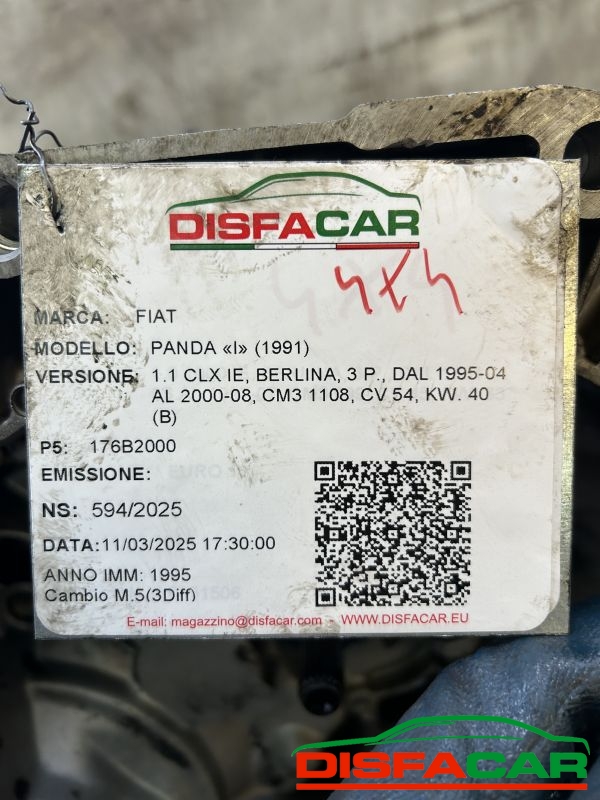 DISFACAR
4x4
MARCA: FIAT
MODELLO: PANDA «I» (1991)
VERSIONE: 1.1 CLX IE, BERLINA, 3 P., DAL 1995-04
AL 2000-08, CM3 1108, CV 54, KW. 40
(B)
P5: 176B2000
EMISSIONE:
NS: 594/2025
DATA:11/03/2025 17:30:00
ANNO IMM: 1995
Cambio M.5(3Diff)
E-mail: magazzino@disfacar.com - WWW.DISFACAR.EU
DISFACAR